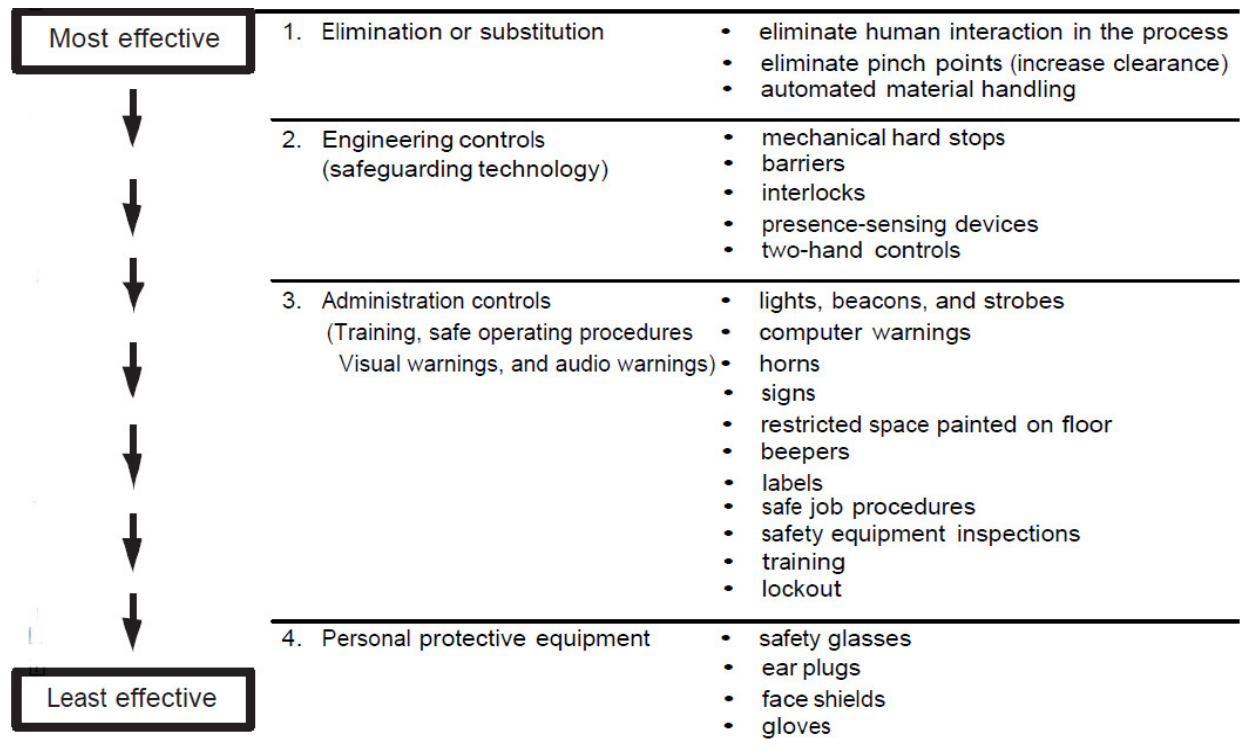 Most effective
1. Elimination or substitution
• eliminate human interaction in the process
• eliminate pinch points (increase clearance)
• automated material handling
2. Engineering controls
(safeguarding technology)
• mechanical hard stops
• barriers
• interlocks
• presence-sensing devices
• two-hand controls
3. Administration controls
(Training, safe operating procedures
Visual warnings, and audio warnings)
• lights, beacons, and strobes
• computer warnings
• horns
• signs
• restricted space painted on floor
• beepers
• labels
• safe job procedures
• safety equipment inspections
• training
• lockout
4. Personal protective equipment
• safety glasses
• ear plugs
• face shields
• gloves
Least effective